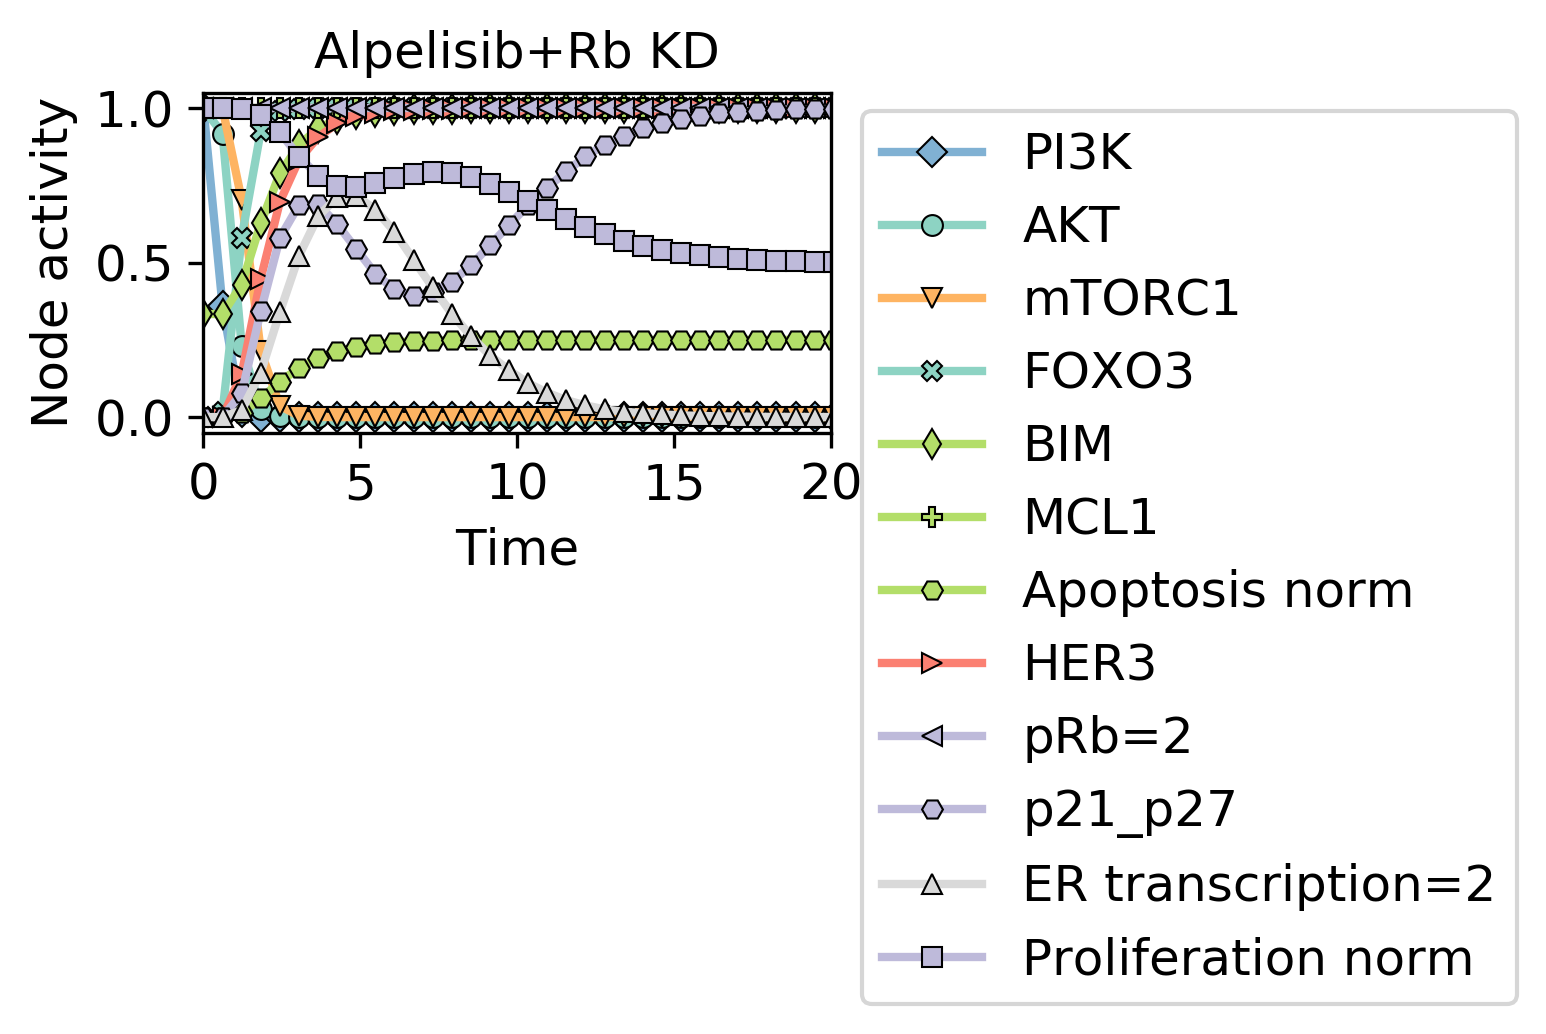 Alpelisib+Rb KD
Node activity
1.0
0.5
0.0
0 5 10 15 20
Time
PI3K
AKT
mTORC1
FOXO3
BIM
MCL1
Apoptosis norm
HER3
pRb=2
p21_p27
ER transcription=2
Proliferation norm